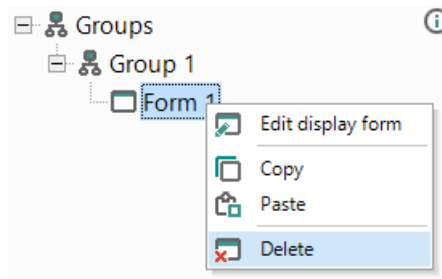 Groups
Group 1
Form 1
Edit display form
Copy
Paste
Delete